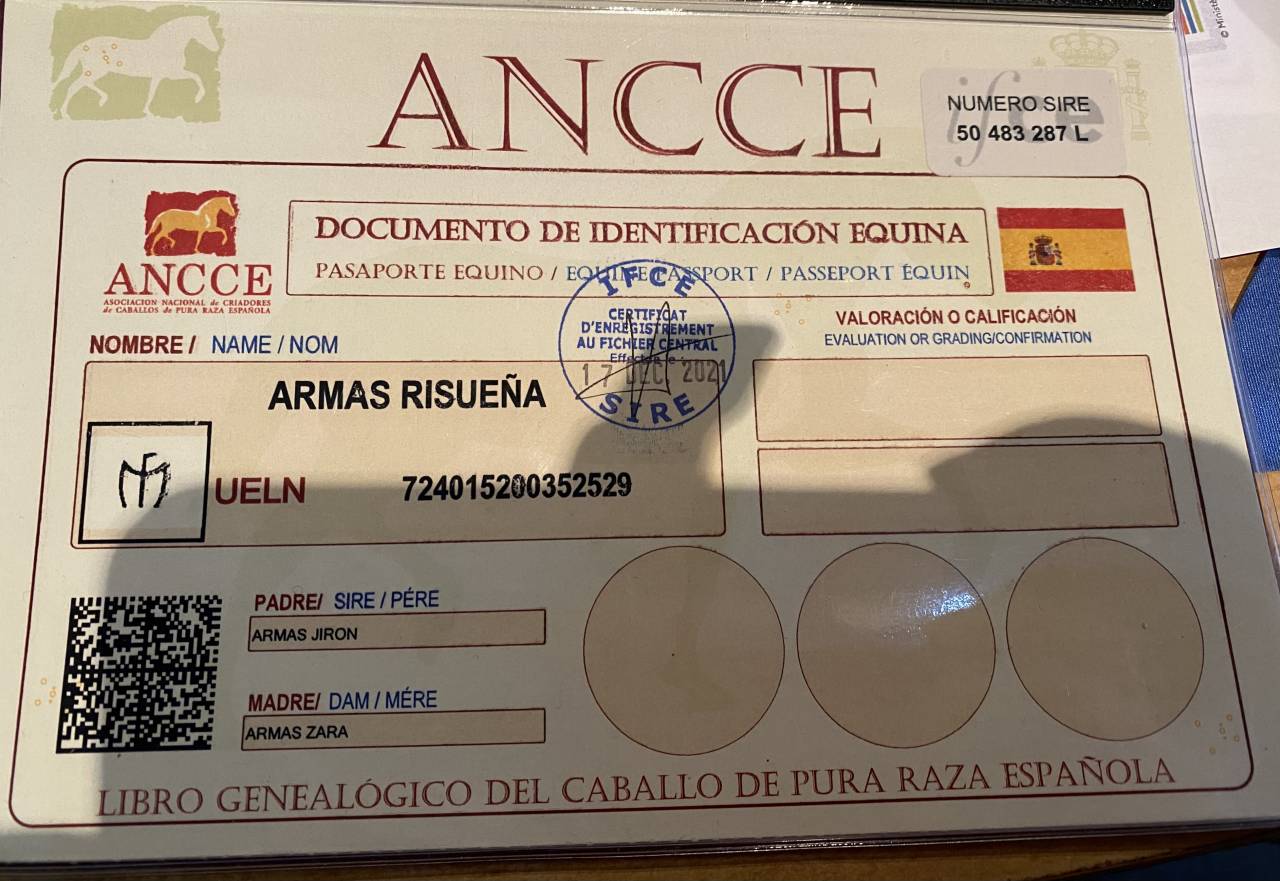 ANCCE
NUMERO SIRE
50 483 287 L
ANCCE
ASOCIACION NACIONAL de CRIADORES
de CABALLOS de PURA RAZA ESPAÑOLA
DOCUMENTO DE IDENTIFICACIÓN EQUINA
PASAPORTE EQUINO / EQUINE PASSPORT / PASSEPORT ÉQUIN
IFCE
CERTIFICAT
D'ENREGISTREMENT
AU FICHIER CENTRAL
Effectué le :
17 DEC. 2021
SIRE
VALORACIÓN O CALIFICACIÓN
EVALUATION OR GRADING/CONFIRMATION
NOMBRE / NAME / NOM
ARMAS RISUEÑA
UELN 724015200352529
PADRE/ SIRE / PÉRE
ARMAS JIRON
MADRE/ DAM / MÉRE
ARMAS ZARA
LIBRO GENEALÓGICO DEL CABALLO DE PURA RAZA ESPAÑOLA